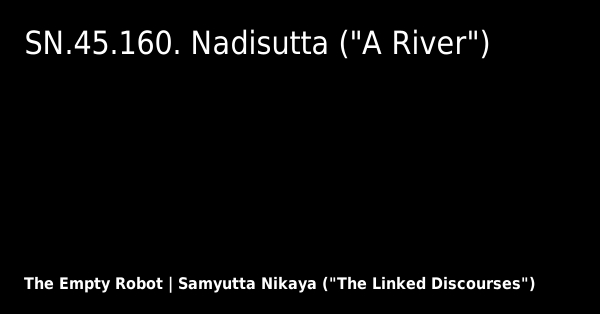 SN.45.160. Nadisutta ("A River")
The Empty Robot | Samyutta Nikaya ("The Linked Discourses")